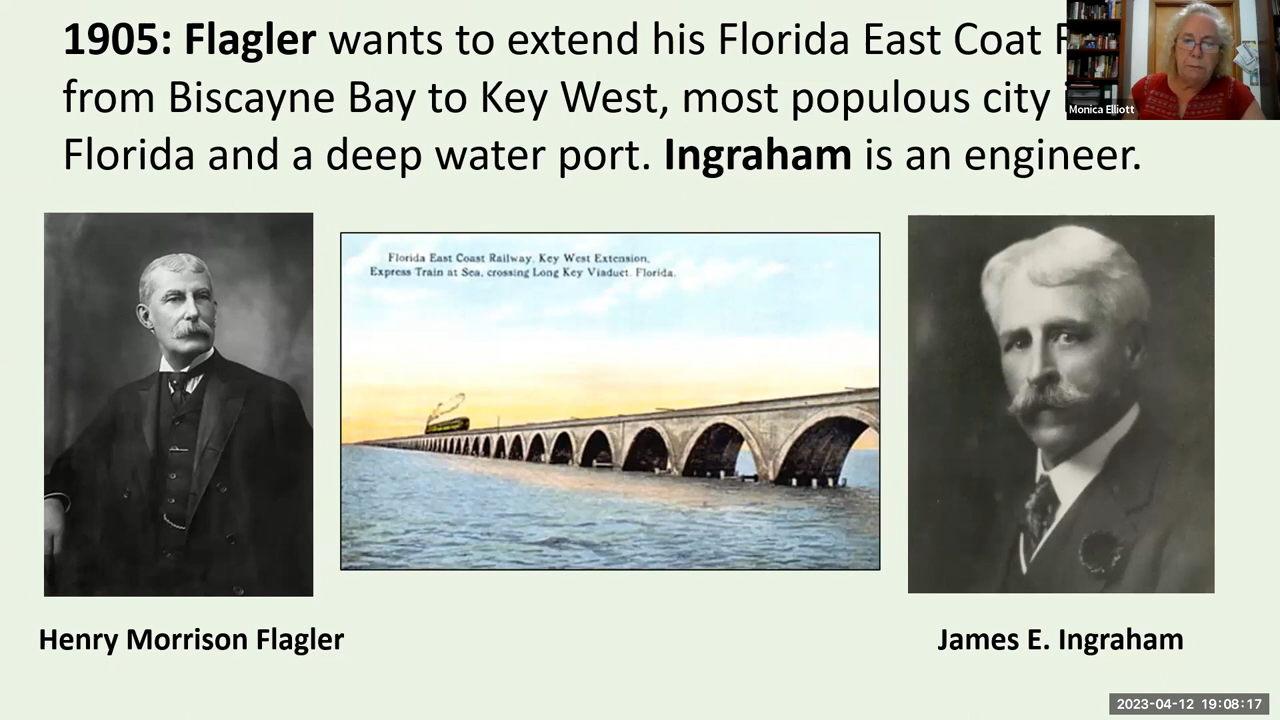 1905: Flagler wants to extend his Florida East Coat
from Biscayne Bay to Key West, most populous city
Florida and a deep water port. Ingraham is an engineer.
Monica Elliott
Florida East Coast Railway, Key West Extension,
Express Train at Sea, crossing Long Key Viaduct, Florida.
Henry Morrison Flagler
James E. Ingraham
2023-04-12 19:08:17